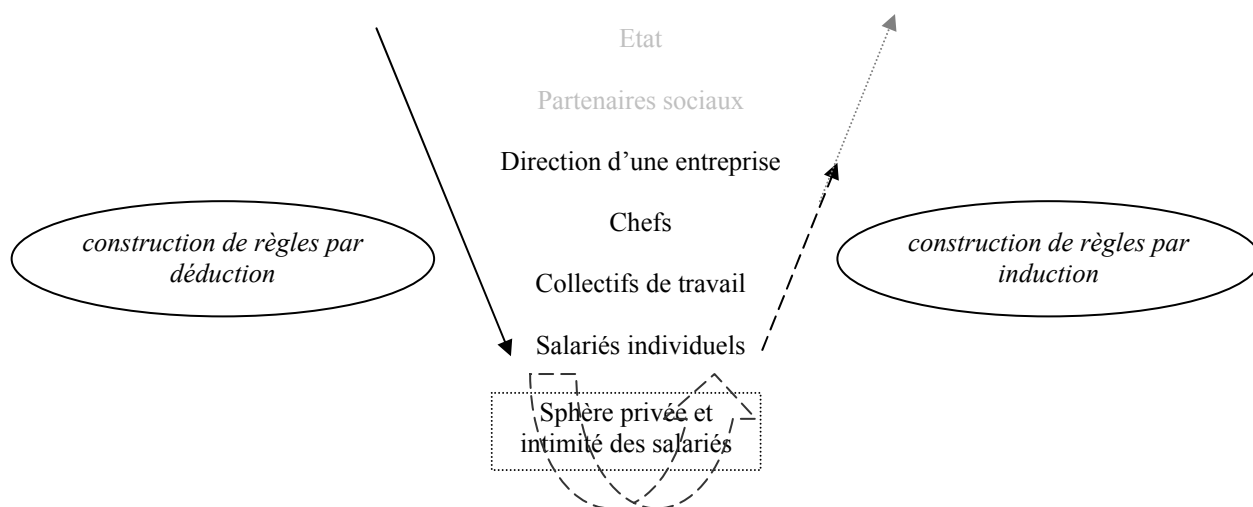 Etat
Partenaires sociaux
Direction d’une entreprise
Chefs
construction de règles par
déduction
construction de règles par
induction
Collectifs de travail
Salariés individuels
Sphère privée et
intimité des salariés